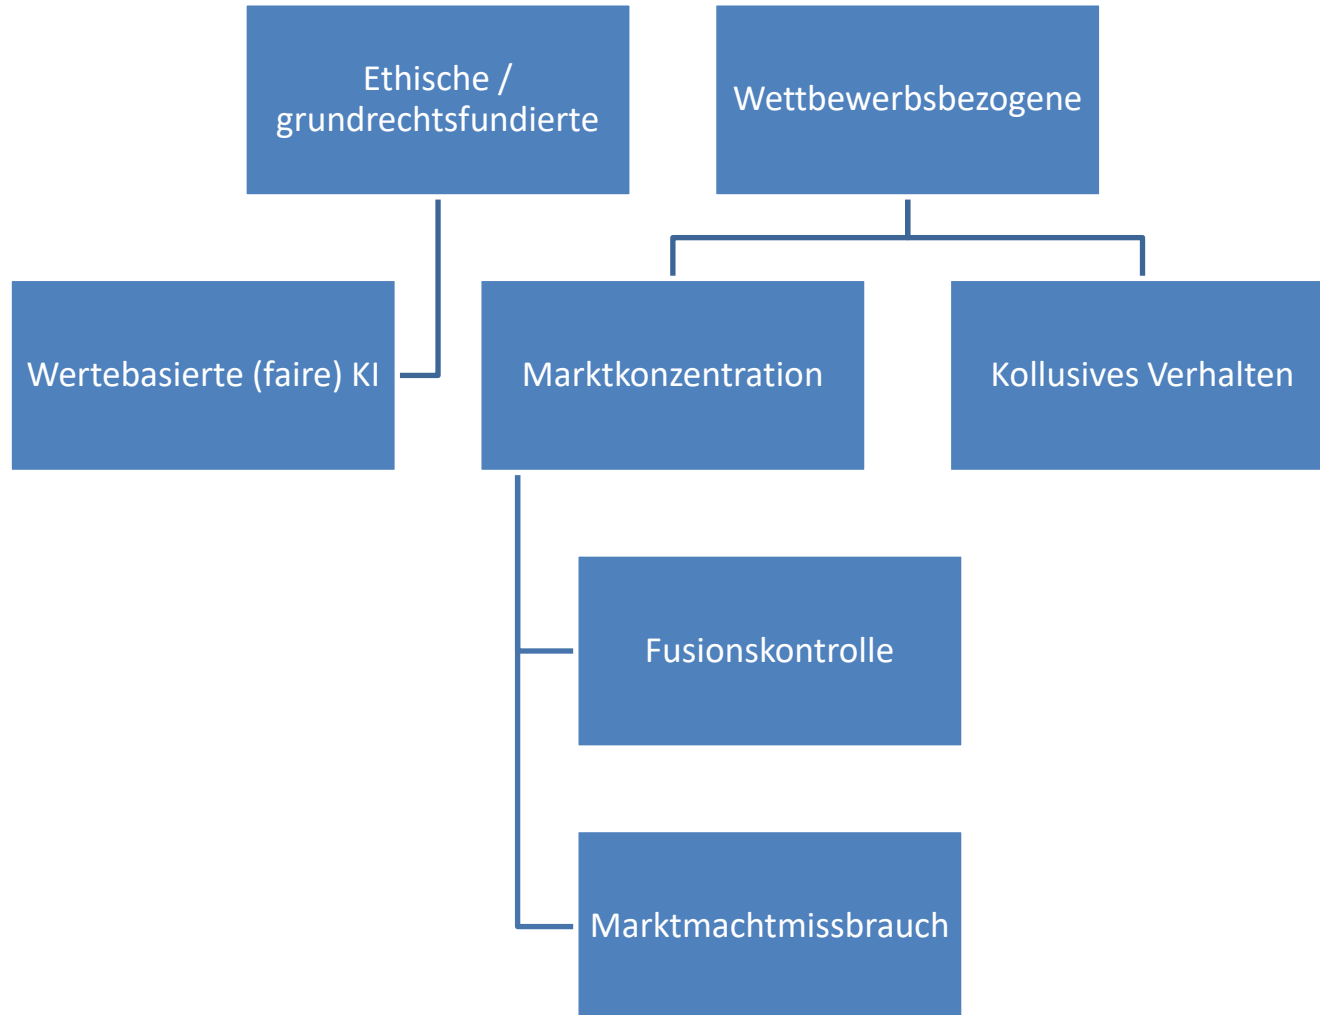 Ethische /
grundrechtsfundierte
Wettbewerbsbezogene
Wertebasierte (faire) KI
Marktkonzentration
Kollusives Verhalten
Fusionskontrolle
Marktmachtmissbrauch